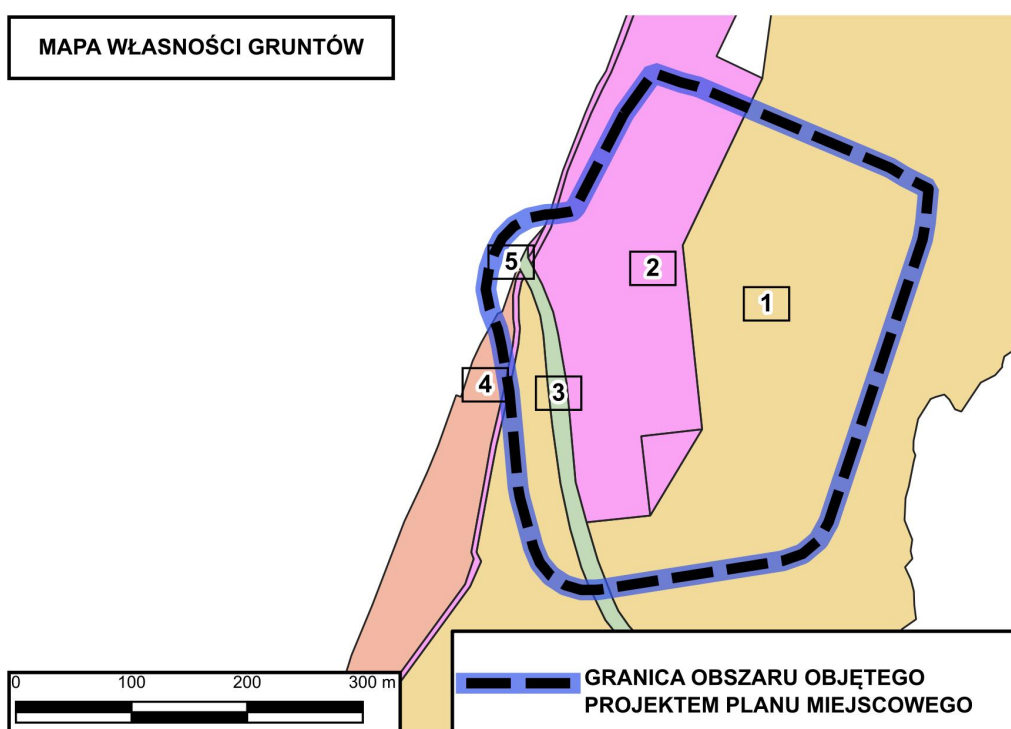 MAPA WŁASNOŚCI GRUNTÓW
5
2
1
4
3
0 100 200 300 m
GRANICA OBSZARU OBJĘTEGO
PROJEKTEM PLANU MIEJSCOWEGO